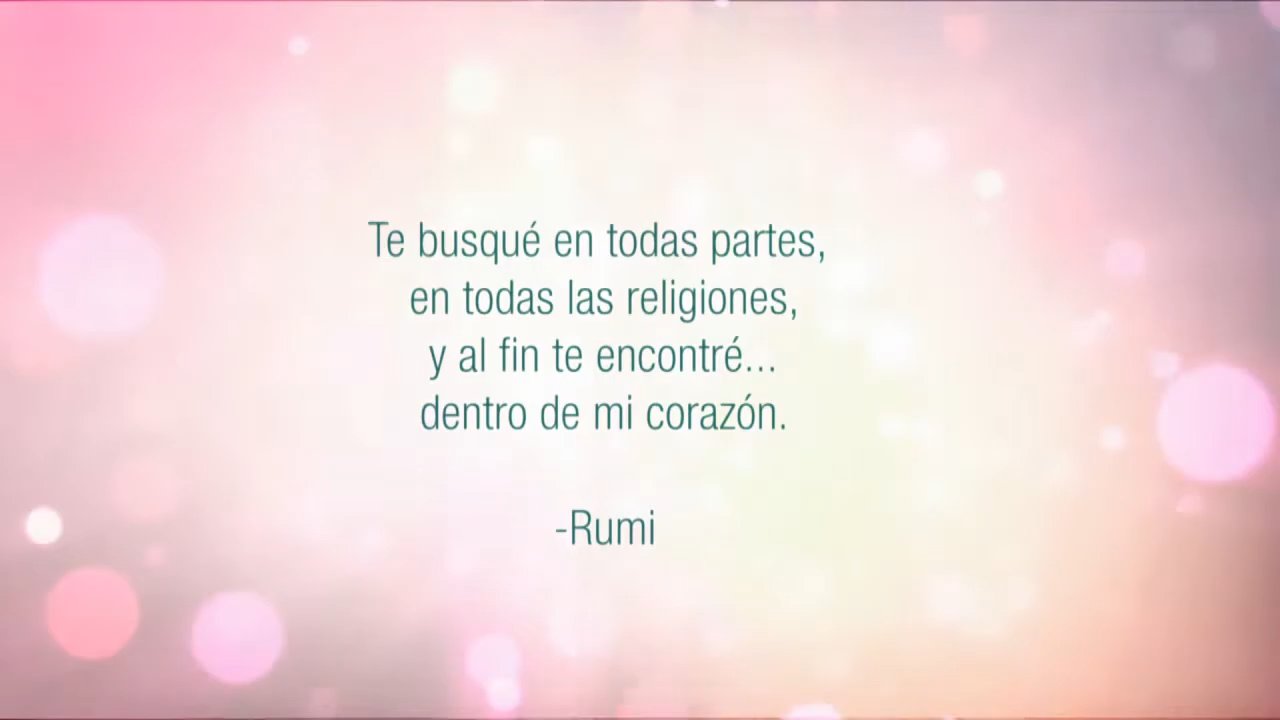 Te busqué en todas partes,
en todas las religiones,
y al fin te encontré...
dentro de mi corazón.
-Rumi